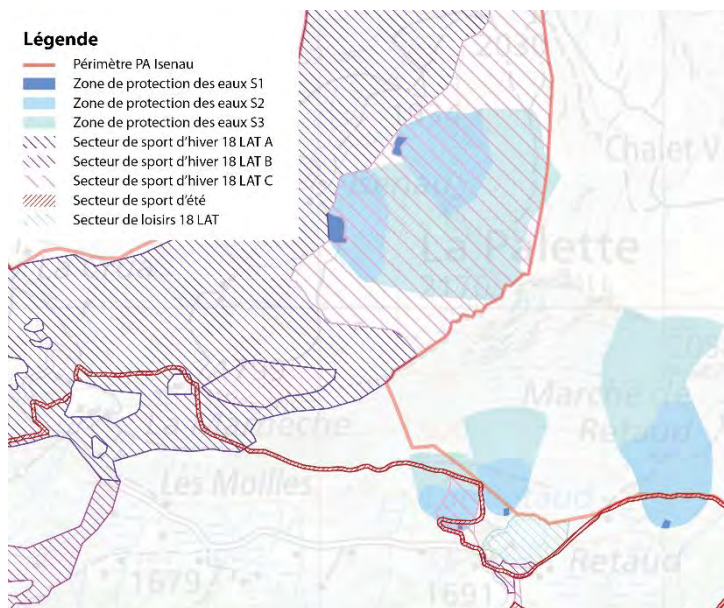 Légende
Périmètre PA Isenau
Zone de protection des eaux S1
Zone de protection des eaux S2
Zone de protection des eaux S3
Secteur de sport d'hiver 18 LAT A
Secteur de sport d'hiver 18 LAT B
Secteur de sport d'hiver 18 LAT C
Secteur de sport d'été
Secteur de loisirs 18 LAT
2030
Chalet V
La Palette
2170
Marche de
Retaud
Les Moilles
Retaud
1679
1691